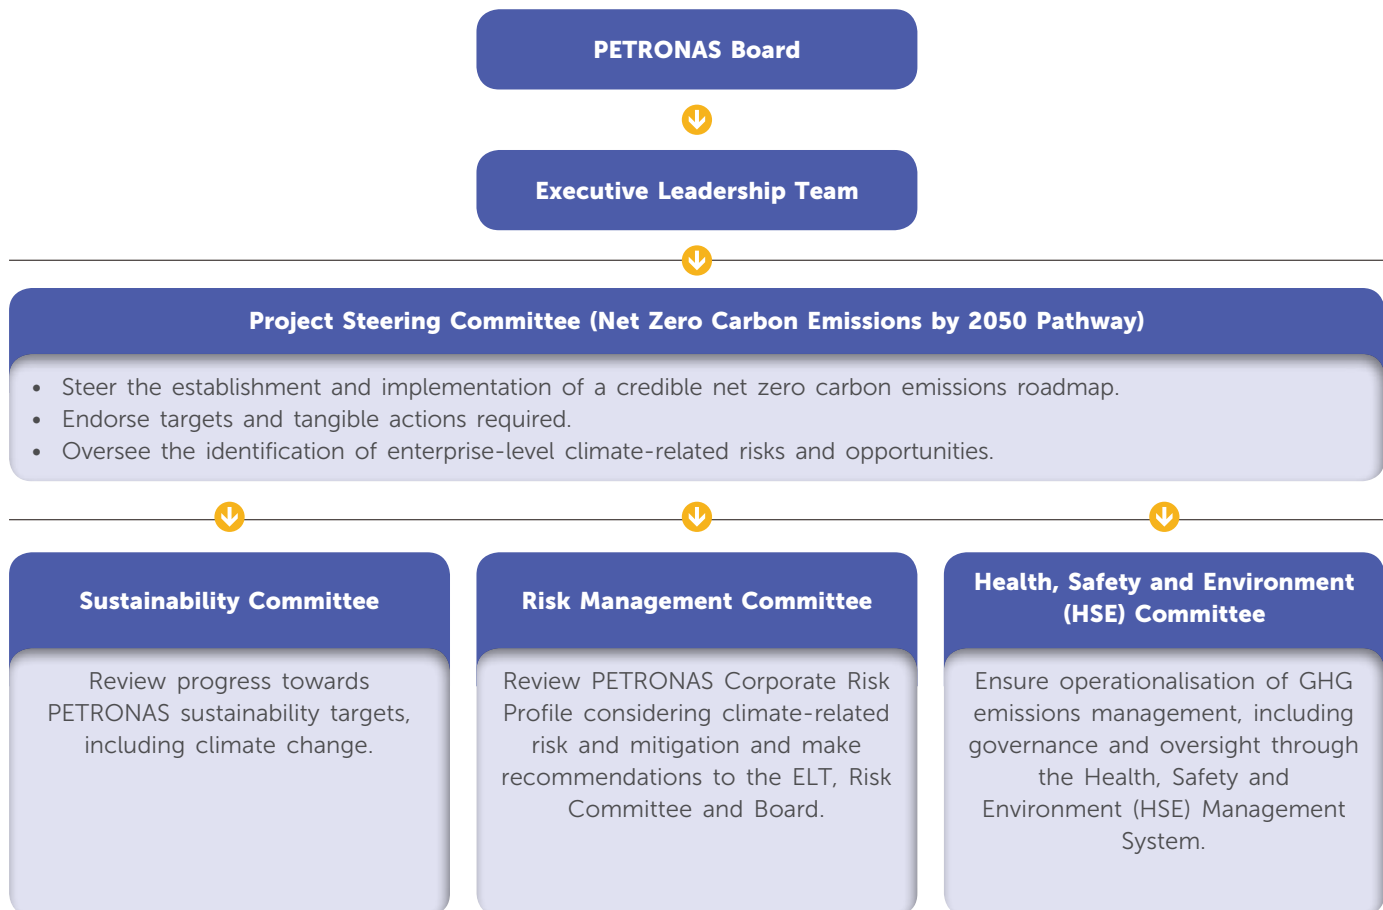 PETRONAS Board
Executive Leadership Team
Project Steering Committee (Net Zero Carbon Emissions by 2050 Pathway)
• Steer the establishment and implementation of a credible net zero carbon emissions roadmap.
• Endorse targets and tangible actions required.
• Oversee the identification of enterprise-level climate-related risks and opportunities.
Sustainability Committee
Review progress towards
PETRONAS sustainability targets,
including climate change.
Risk Management Committee
Review PETRONAS Corporate Risk
Profile considering climate-related
risk and mitigation and make
recommendations to the ELT, Risk
Committee and Board.
Health, Safety and Environment
(HSE) Committee
Ensure operationalisation of GHG
emissions management, including
governance and oversight through
the Health, Safety and
Environment (HSE) Management
System.